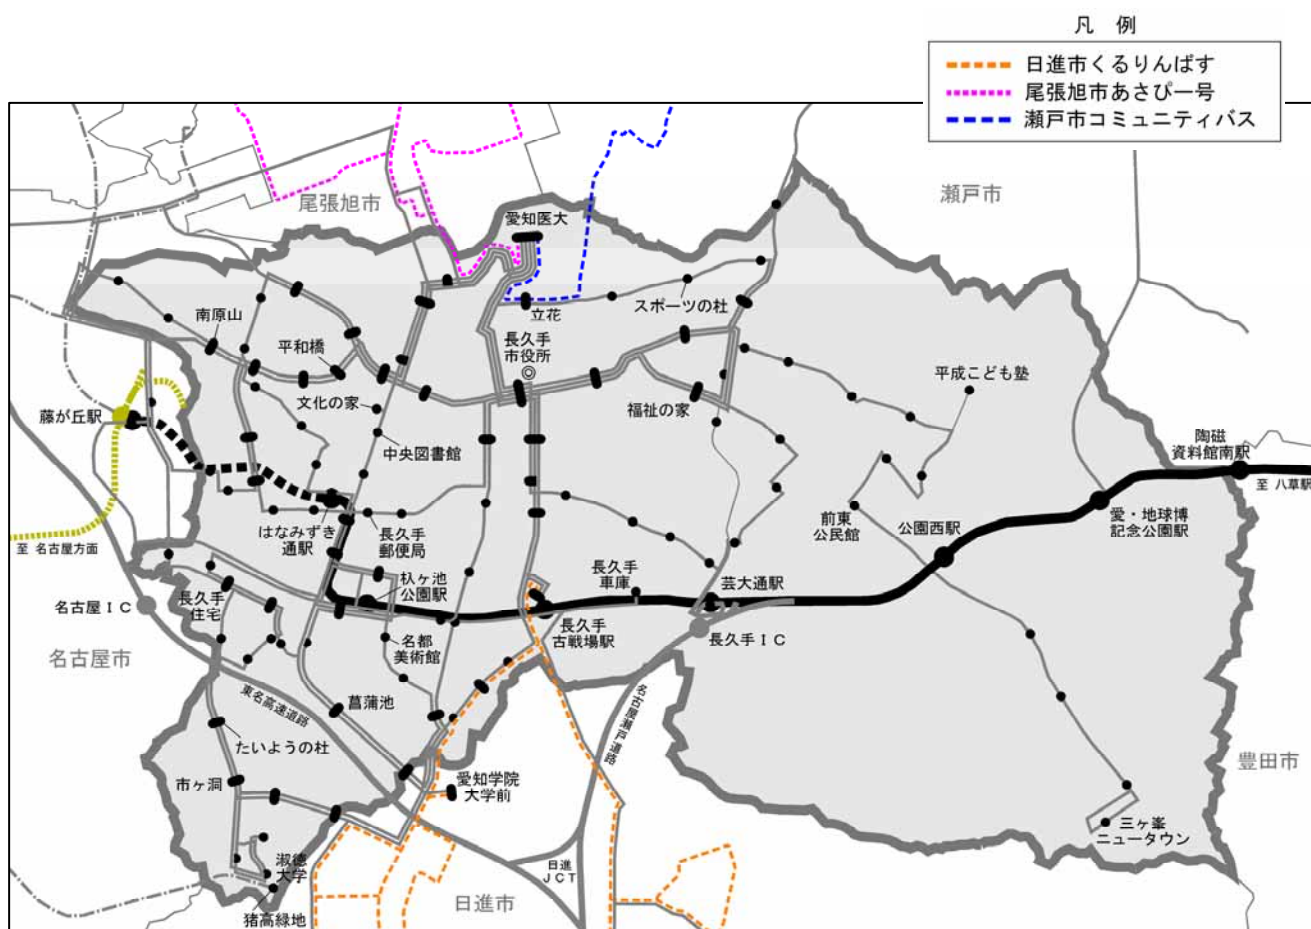 凡 例
日進市くるりんばす
尾張旭市あさぴー号
瀬戸市コミュニティバス
尾張旭市
瀬戸市
愛知医大
スポーツの杜
立花
南原山
長久手
市役所
平和橋
平成こども塾
文化の家
福祉の家
藤が丘駅
中央図書館
陶磁
資料館南駅
至 八草駅
はなみずき
通駅
長久手
郵便局
前東
公民館
公園西駅
愛・地球博
記念公園駅
至 名古屋方面
長久手
車庫
芸大通駅
杁ヶ池
公園駅
長久手
住宅
名古屋IC
長久手
古戦場駅
長久手IC
名都
美術館
名古屋市
東名高速道路
菖蒲池
名古屋瀬戸道路
たいようの杜
豊田市
市ヶ洞
愛知学院
大学前
三ヶ峯
ニュータウン
淑徳
大学
日進
JCT
日進市
猪高緑地